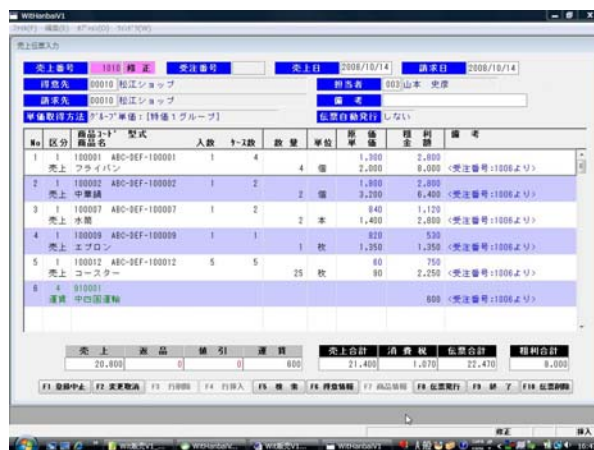 WitHanbaiV1
売上伝票入力
売上番号 1010 修 正 受注番号 売上日 2008/10/14 請求日 2008/10/14
得意先 00010 松江ショップ 担当者 003 山本 史彦
請求先 00010 松江ショップ 備 考
単価取得方法 グループ単価:[特価1グループ] 伝票自動発行 しない
No 区分 商品コード 型式 入数 ケース数 数 量 単位 原 価 粗 利 備 考
商品名 単 価 金 額
1 1 100001 ABC-DEF-100001 1 4 1,300 2,800
売上 フライパン 4 個 2,000 8,000 <受注番号:1006より>
2 1 100002 ABC-DEF-100002 1 2 1,800 2,800
売上 中華鍋 2 個 3,200 6,400 <受注番号:1006より>
3 1 100007 ABC-DEF-100007 1 2 840 1,120
売上 水筒 2 本 1,400 2,800 <受注番号:1006より>
4 1 100009 ABC-DEF-100009 1 1 820 530
売上 エプロン 1 枚 1,350 1,350 <受注番号:1006より>
5 1 100012 ABC-DEF-100012 5 5 60 750
売上 コースター 25 枚 90 2,250 <受注番号:1006より>
6 4 910001
運賃 中四国運輸 600 <受注番号:1006より>
売 上 返 品 値 引 運 賃 売上合計 消 費 税 伝票合計 粗利合計
20,800 0 0 600 21,400 1,070 22,470 8,000
F1 登録中止 F2 変更取消 F3 行削除 F4 行挿入 F5 検 索 F6 得意情報 F7 商品情報 F8 伝票発行 F9 終 了 F10 伝票削除
修正 挿入
WitHanbaiV1